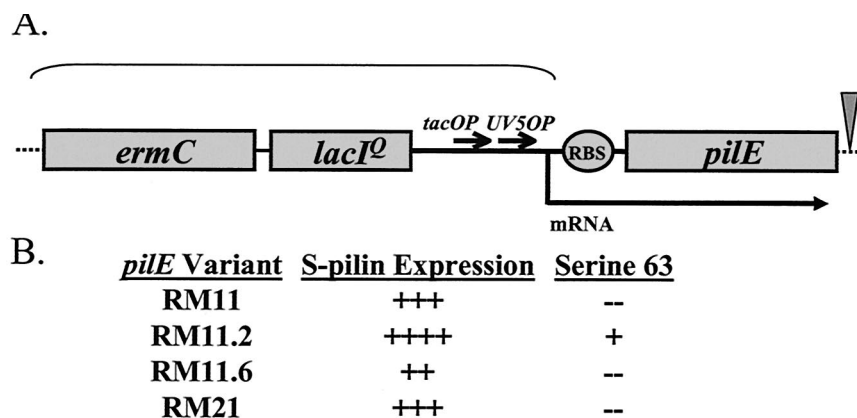 A.
tacOP UV5OP
ermC lacI^Q RBS pilE
mRNA
B.
pilE Variant S-pilin Expression Serine 63
RM11 +++ --
RM11.2 ++++ +
RM11.6 ++ --
RM21 +++ --